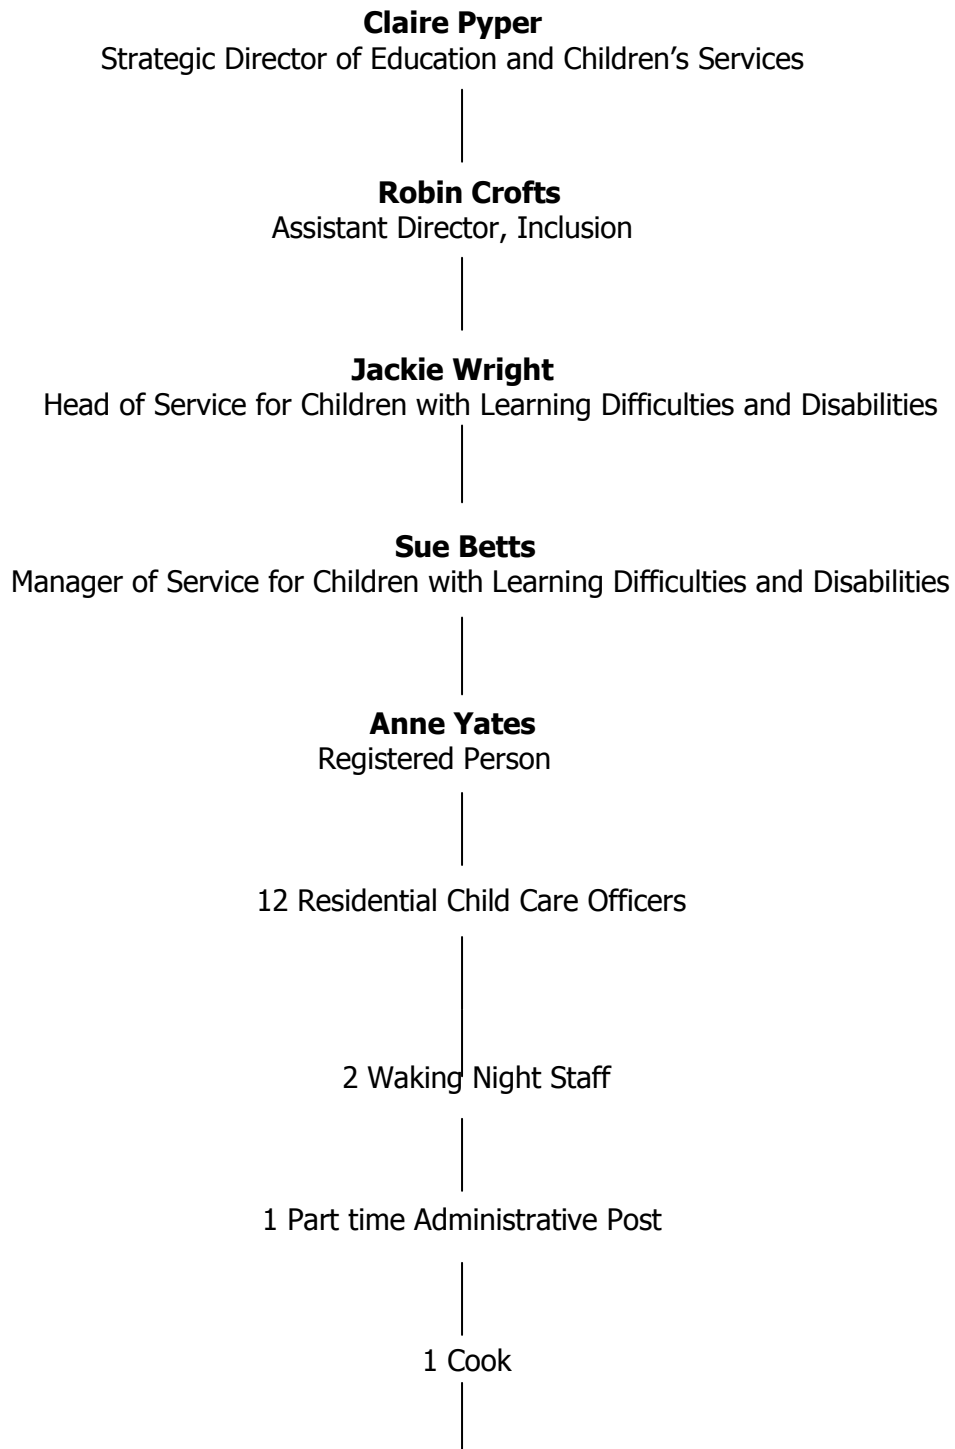 Claire Pyper
Strategic Director of Education and Children’s Services
Robin Crofts
Assistant Director, Inclusion
Jackie Wright
Head of Service for Children with Learning Difficulties and Disabilities
Sue Betts
Manager of Service for Children with Learning Difficulties and Disabilities
Anne Yates
Registered Person
12 Residential Child Care Officers
2 Waking Night Staff
1 Part time Administrative Post
1 Cook